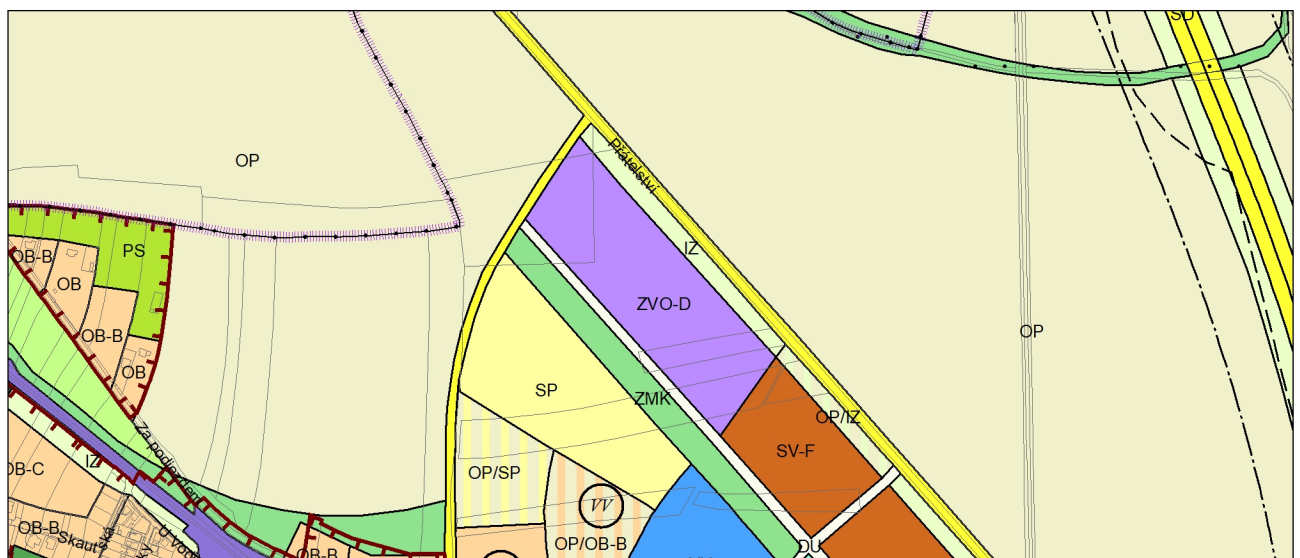 SD
Přátelství
OP
PS
OB-B
OB
IZ
ZVO-D
OP
OB-B
OB
SP
ZMK
OP/IZ
SV-F
Za podjezdem
IZ
OB-C
OP/SP
VV
OB-B
Skautská
OP/OB-B
DU
OB-B